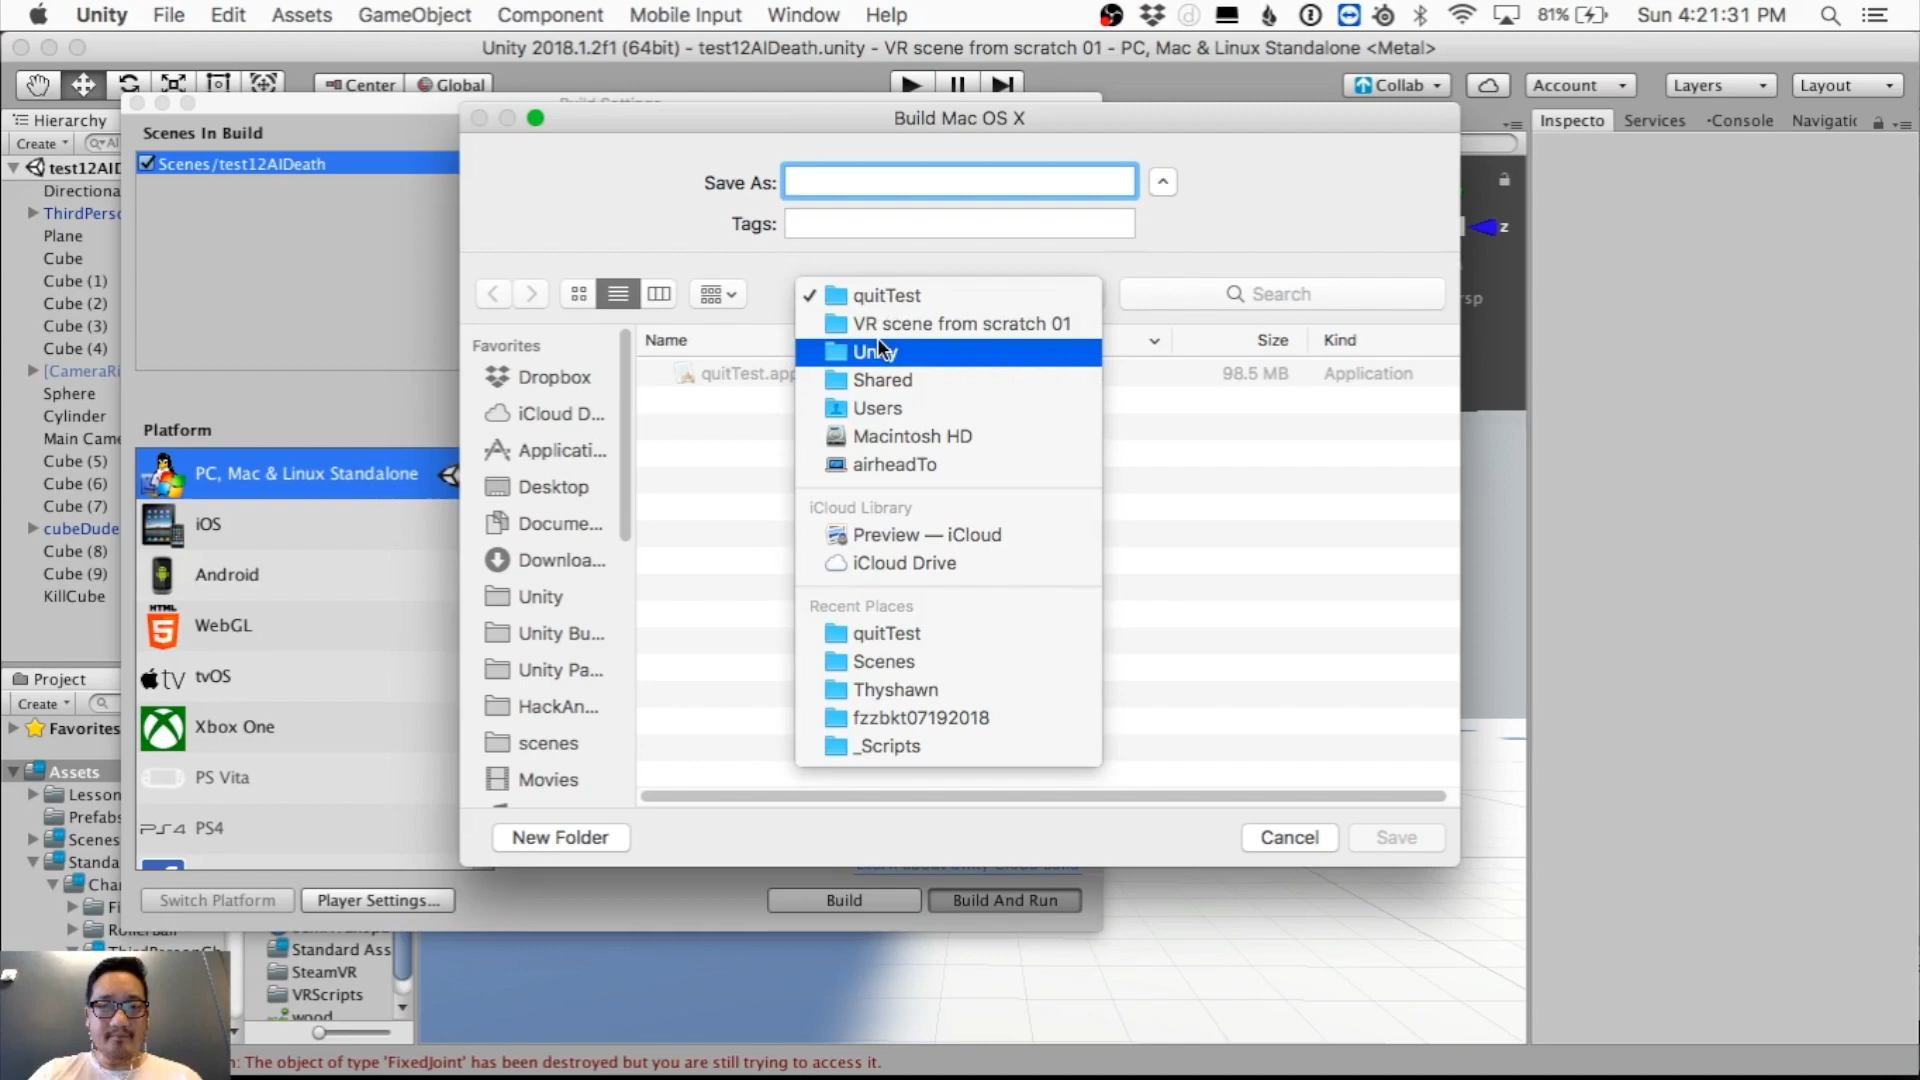 Unity File Edit Assets GameObject Component Mobile Input Window Help
81% Sun 4:21:31 PM
Unity 2018.1.2f1 (64bit) - test12AIDeath.unity - VR scene from scratch 01 - PC, Mac & Linux Standalone <Metal>
Center Global
Collab Account Layers Layout
Hierarchy
Create
test12AID
Directiona
ThirdPerso
Plane
Cube
Cube (1)
Cube (2)
Cube (3)
Cube (4)
[CameraRi
Sphere
Cylinder
Main Came
Cube (5)
Cube (6)
Cube (7)
cubeDude
Cube (8)
Cube (9)
KillCube
Project
Create
Favorites
Assets
Lesson
Prefabs
Scenes
Standa
Char
Fi
RollerBall
Build Settings
Scenes In Build
Scenes/test12AIDeath
Platform
PC, Mac & Linux Standalone
iOS
Android
HTML
5
WebGL
tv
tvOS
Xbox One
PS Vita
PS4
Switch Platform
Player Settings...
Build
Build And Run
Standard Ass
SteamVR
VRScripts
wood
Build Mac OS X
Save As:
Tags:
Search
Favorites
Dropbox
iCloud D...
Applicati...
Desktop
Docume...
Downloa...
Unity
Unity Bu...
Unity Pa...
HackAn...
scenes
Movies
Name
Size
Kind
quitTest.app
98.5 MB
Application
quitTest
VR scene from scratch 01
Unity
Shared
Users
Macintosh HD
airheadTo
iCloud Library
Preview — iCloud
iCloud Drive
Recent Places
quitTest
Scenes
Thyshawn
fzzbkt07192018
_Scripts
New Folder
Cancel
Save
Inspecto Services Console Navigatic
z
rsp
n: The object of type 'FixedJoint' has been destroyed but you are still trying to access it.